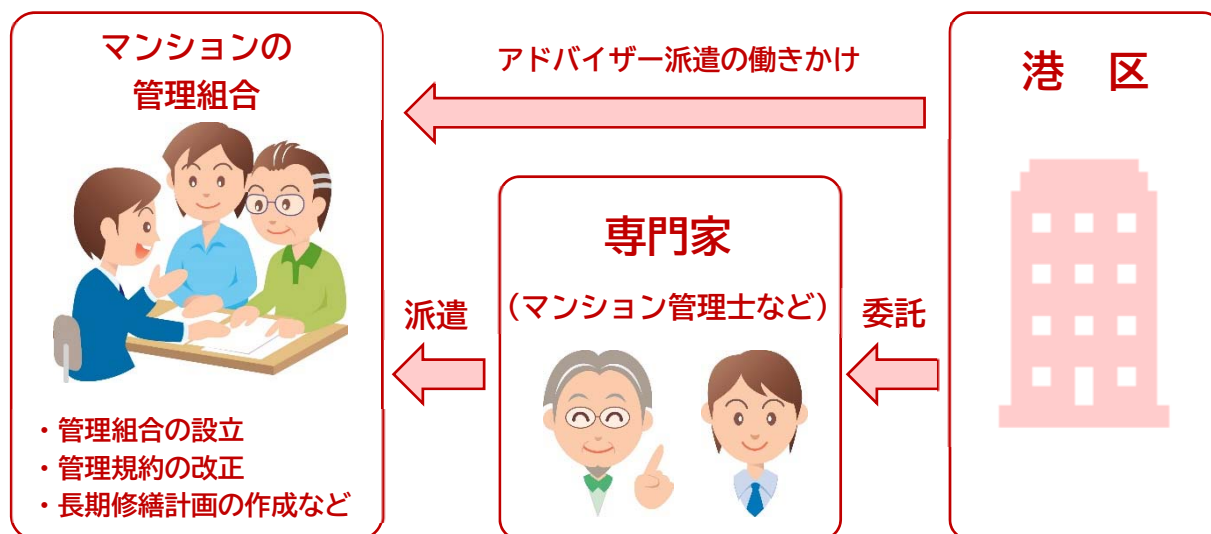 マンションの
管理組合
アドバイザー派遣の働きかけ
港　区
専門家
（マンション管理士など）
派遣
委託
・管理組合の設立
・管理規約の改正
・長期修繕計画の作成など